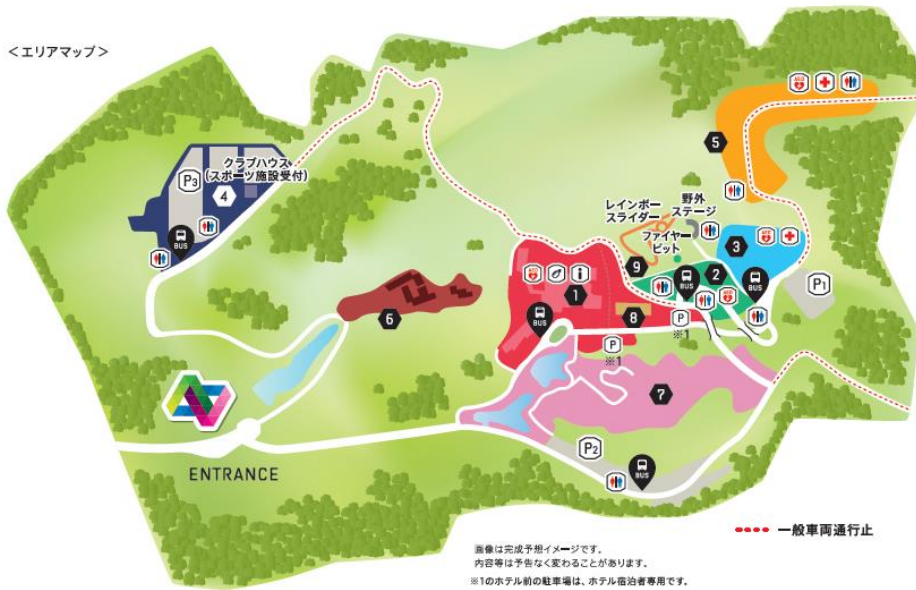 ＜エリアマップ＞
クラブハウス
(スポーツ施設受付)
P3
4
BUS
5
レインボー
スライダー
野外
ステージ
ファイヤー
ピット
AED
AED
3
9
2
BUS
BUS
AED
P1
AED
i
1
BUS
8
P
※1
P
※1
6
7
P2
BUS
ENTRANCE
一般車両通行止
画像は完成予想イメージです。
内容等は予告なく変わることがあります。
※1のホテル前の駐車場は、ホテル宿泊者専用です。